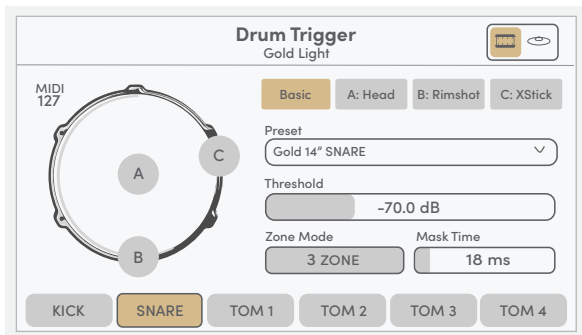 Drum Trigger
Gold Light
MIDI
127
Basic A: Head B: Rimshot C: XStick
Preset
Gold 14” SNARE
Threshold
-70.0 dB
Zone Mode Mask Time
3 ZONE 18 ms
A
C
B
KICK SNARE TOM 1 TOM 2 TOM 3 TOM 4